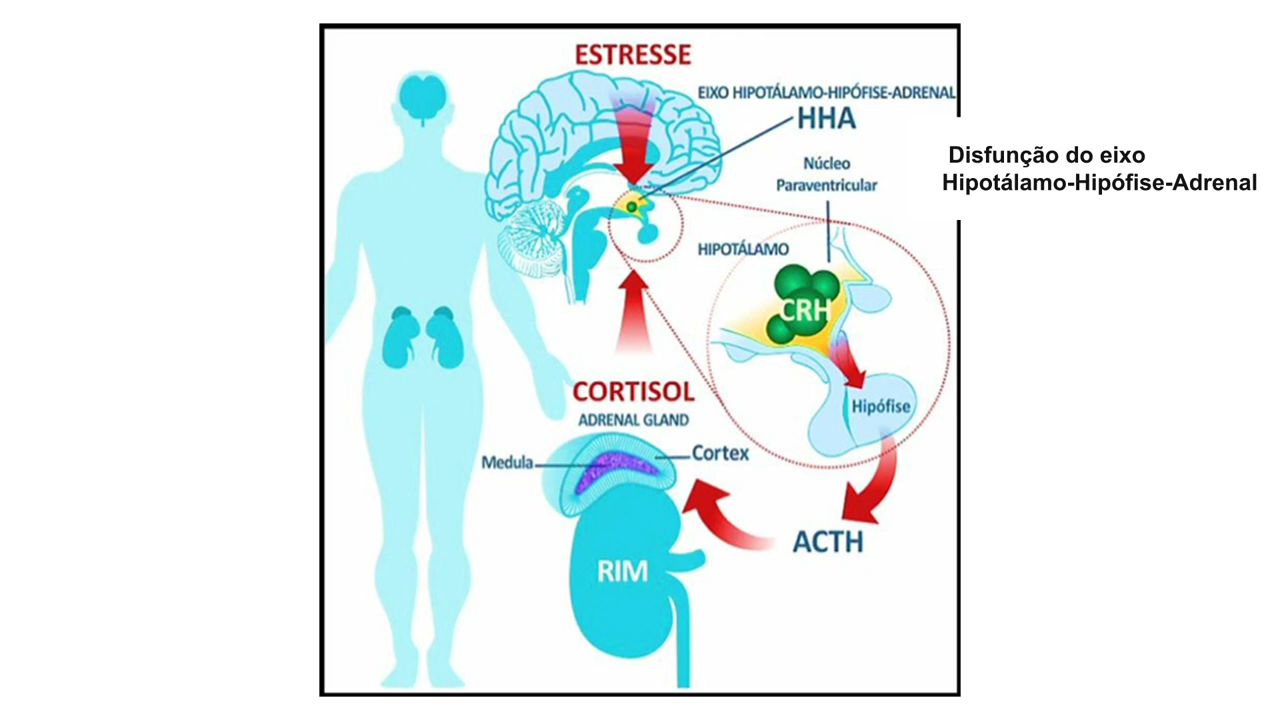 ESTRESSE
EIXO HIPOTÁLAMO-HIPÓFISE-ADRENAL
HHA
Disfunção do eixo
Hipotálamo-Hipófise-Adrenal
Núcleo
Paraventricular
HIPOTÁLAMO
CRH
Hipófise
CORTISOL
ADRENAL GLAND
Medula
Cortex
ACTH
RIM